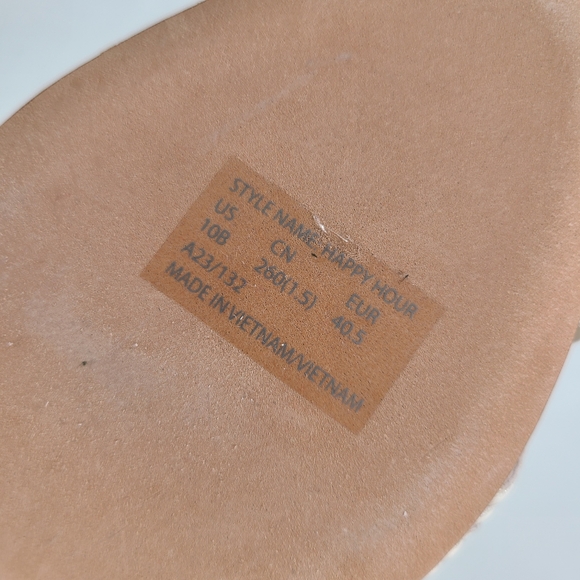 STYLE NAME: HAPPY HOUR
US CN EUR
10B 260(1.5) 40.5
A23/132
MADE IN VIETNAM/VIETNAM